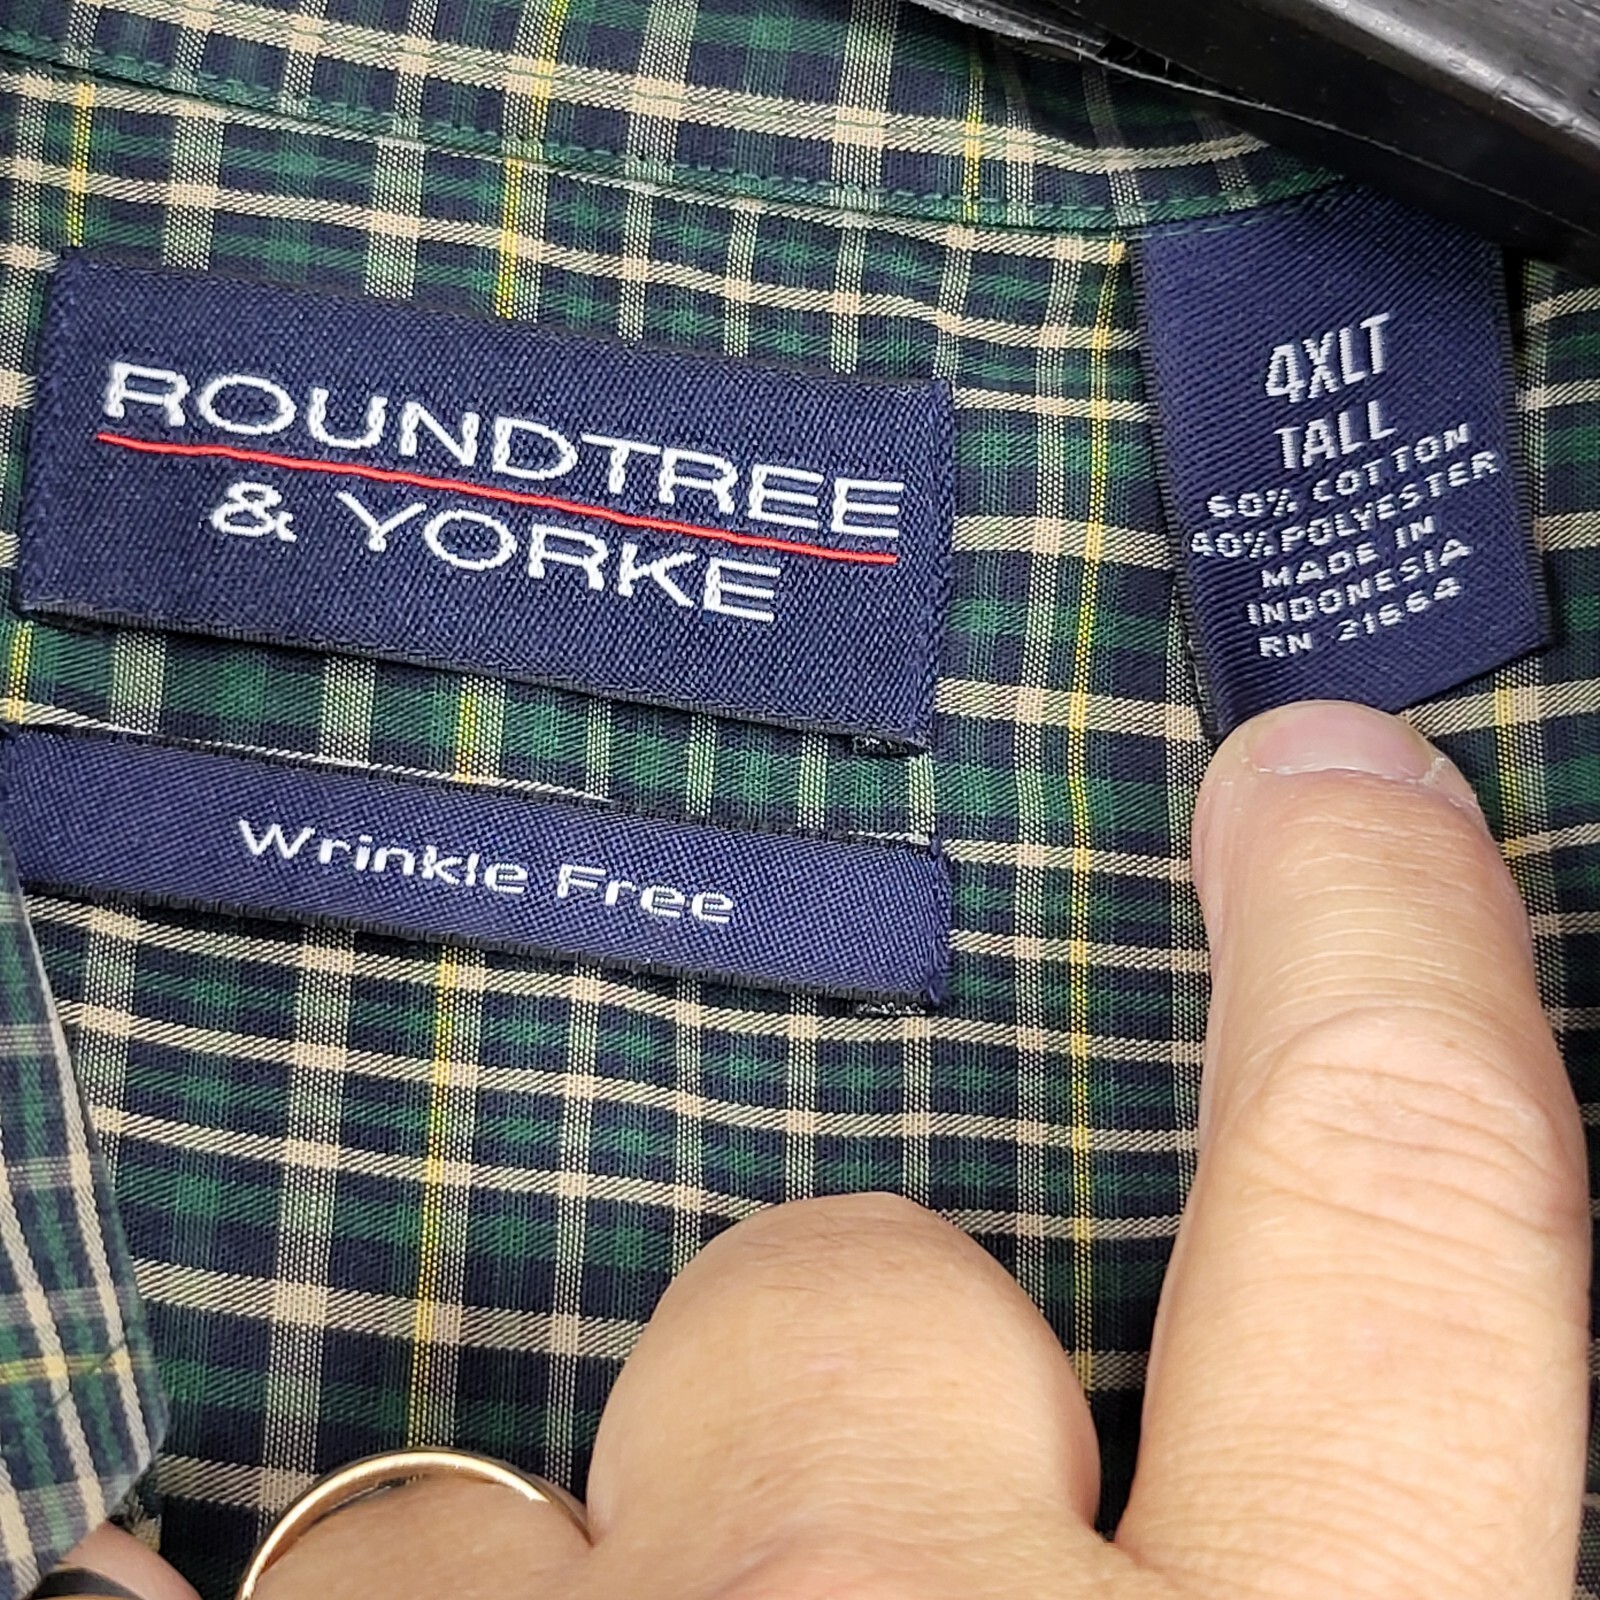 ROUNDTREE
& YORKE
Wrinkle Free
4XLT
TALL
60% COTTON
40% POLYESTER
MADE IN
INDONESIA
RN 21664